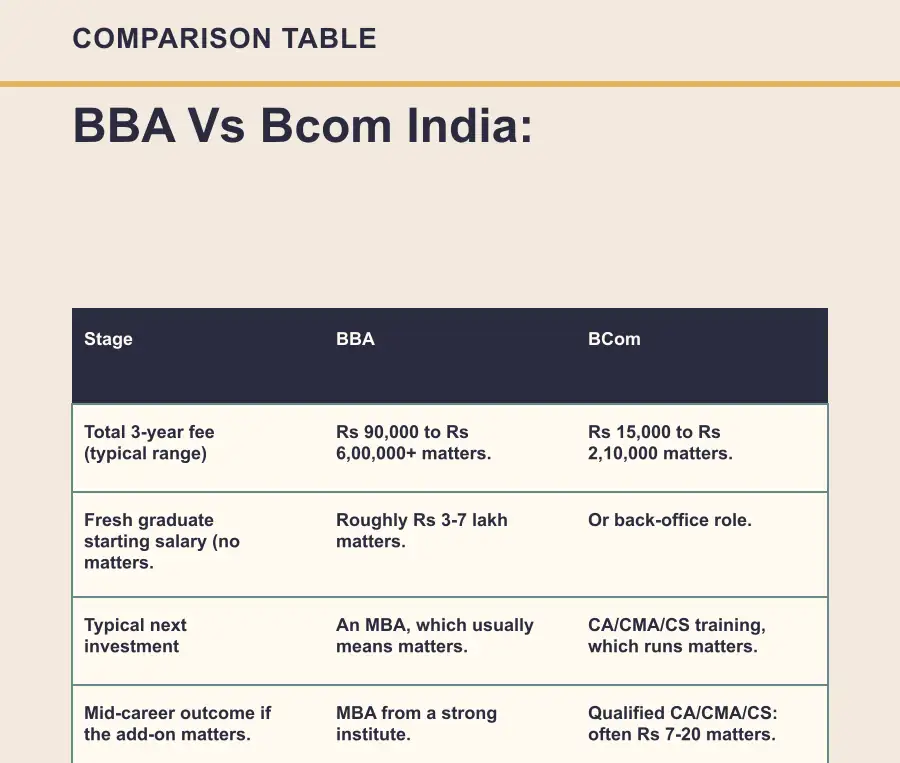 COMPARISON TABLE
BBA Vs Bcom India:
Stage
BBA
BCom
Total 3-year fee
(typical range)
Rs 90,000 to Rs
6,00,000+ matters.
Rs 15,000 to Rs
2,10,000 matters.
Fresh graduate
starting salary (no
matters.
Roughly Rs 3-7 lakh
matters.
Or back-office role.
Typical next
investment
An MBA, which usually
means matters.
CA/CMA/CS training,
which runs matters.
Mid-career outcome if
the add-on matters.
MBA from a strong
institute.
Qualified CA/CMA/CS:
often Rs 7-20 matters.